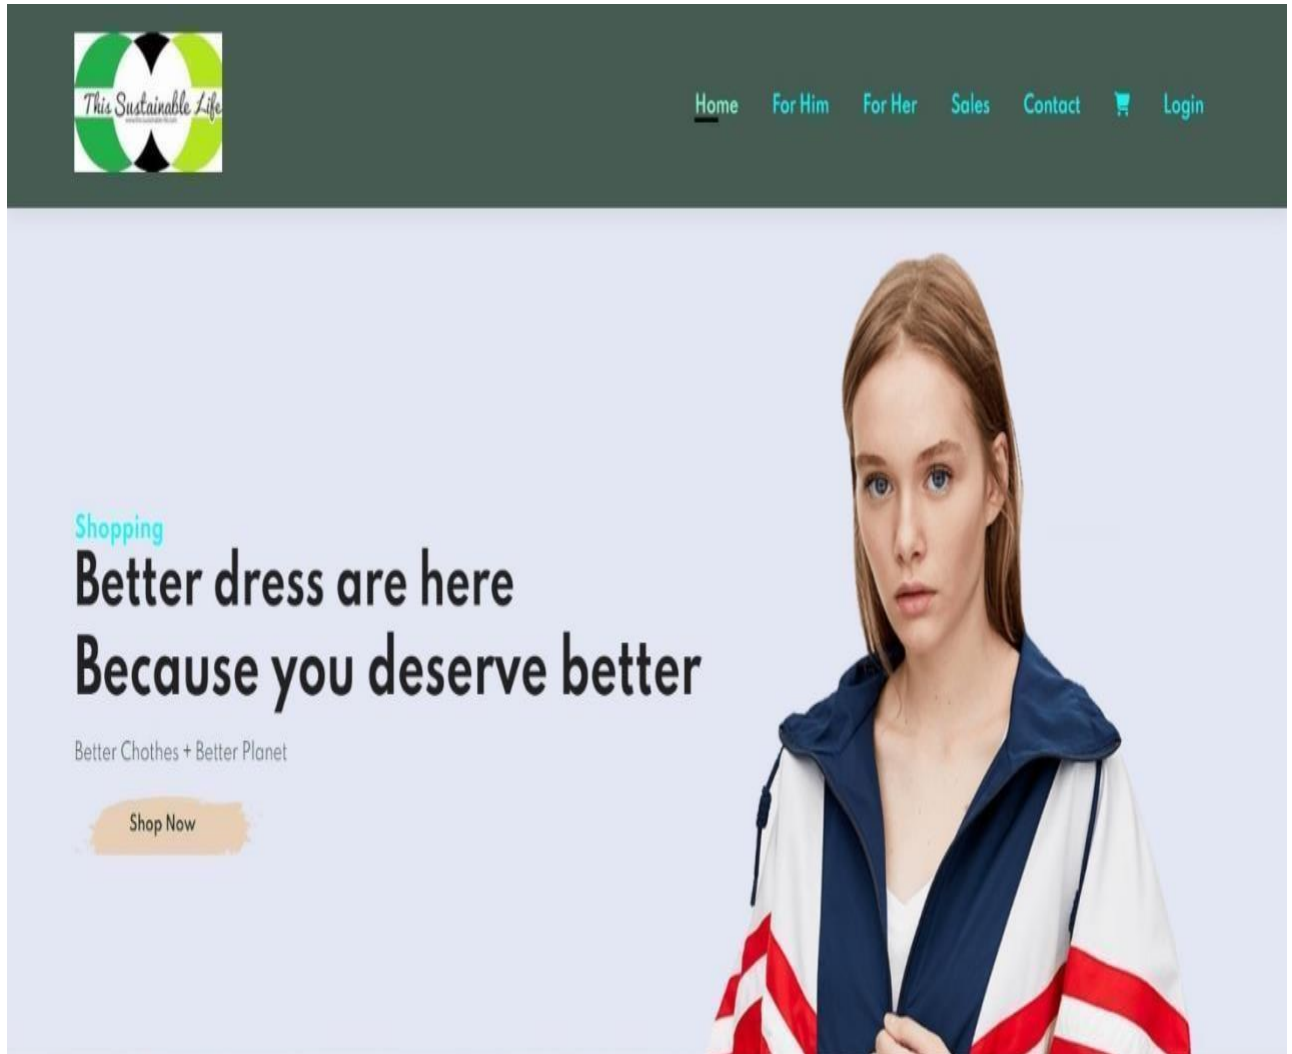 This Sustainable Life
Home For Him For Her Sales Contact Login
Shopping
Better dress are here
Because you deserve better
Better Chothes + Better Planet
Shop Now